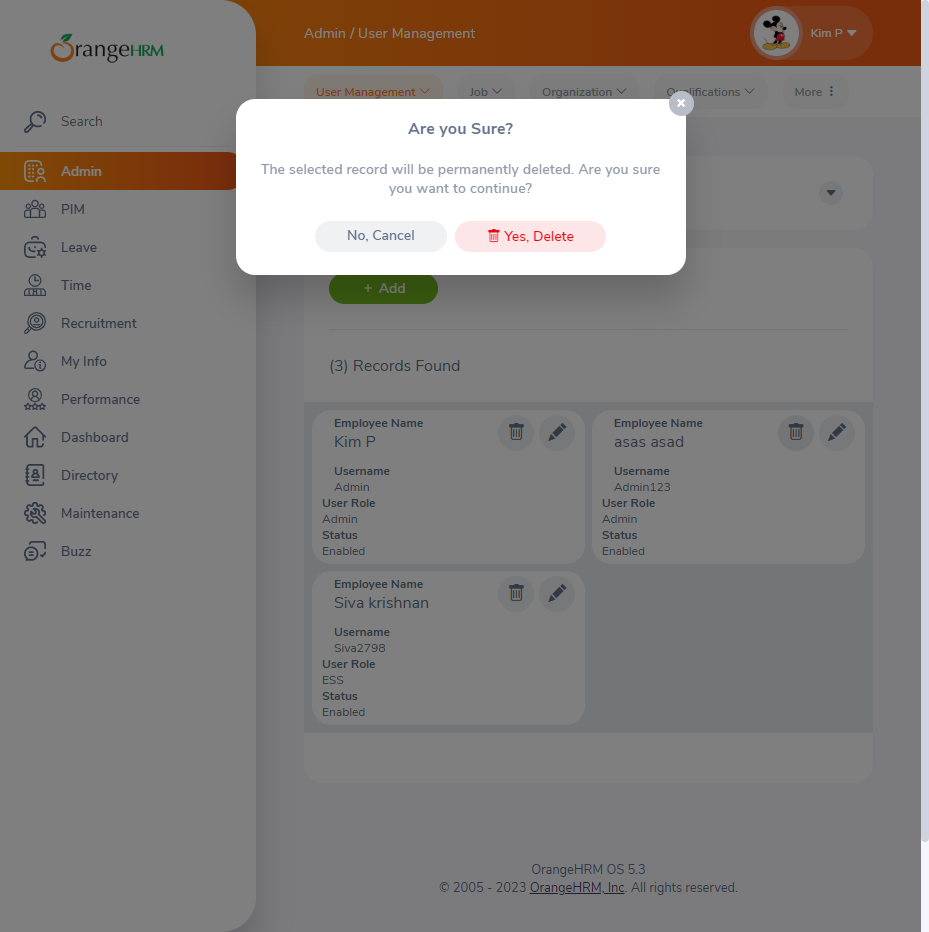 Admin / User Management
Kim P
OrangeHRM
User Management
Job
Organization
Qualifications
More
Search
Admin
PIM
Leave
Time
Recruitment
My Info
Performance
Dashboard
Directory
Maintenance
Buzz
Are you Sure?
The selected record will be permanently deleted. Are you sure
you want to continue?
No, Cancel
Yes, Delete
+ Add
(3) Records Found
Employee Name
Kim P
Username
Admin
User Role
Admin
Status
Enabled
Employee Name
asas asad
Username
Admin123
User Role
Admin
Status
Enabled
Employee Name
Siva krishnan
Username
Siva2798
User Role
ESS
Status
Enabled
OrangeHRM OS 5.3
© 2005 - 2023 OrangeHRM, Inc. All rights reserved.